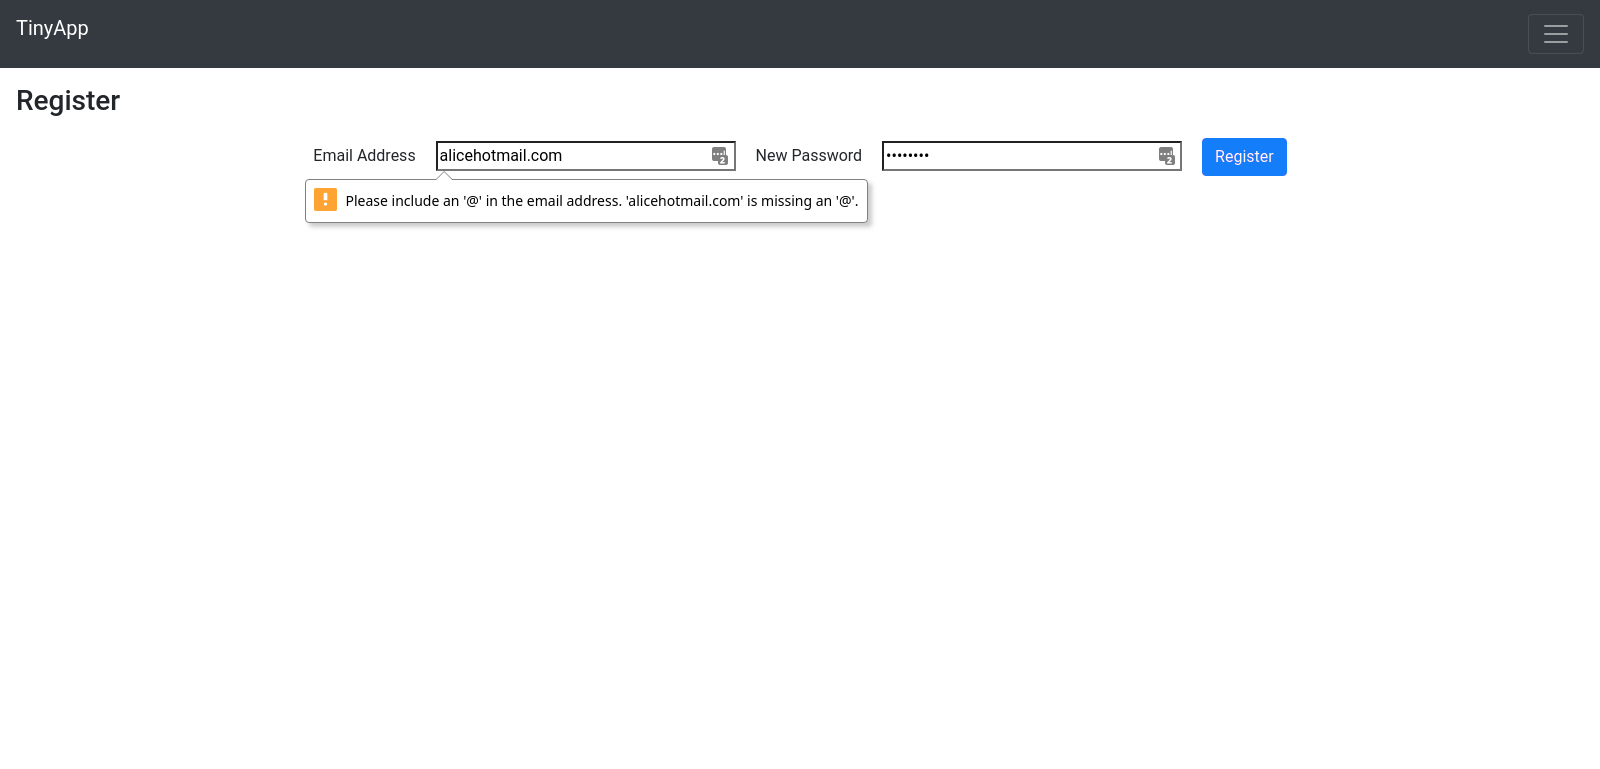 TinyApp
Register
Email Address alicehotmail.com New Password •••••••• Register
Please include an '@' in the email address. 'alicehotmail.com' is missing an '@'.